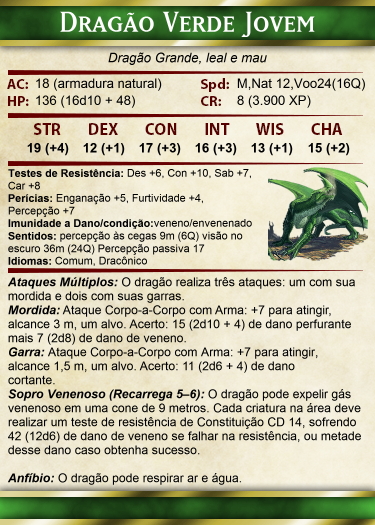 Dragão Verde Jovem
Dragão Grande, leal e mau
AC: 18 (armadura natural) Spd: M,Nat 12,Voo24(16Q)
HP: 136 (16d10 + 48) CR: 8 (3.900 XP)
STR DEX CON INT WIS CHA
19 (+4) 12 (+1) 17 (+3) 16 (+3) 13 (+1) 15 (+2)
Testes de Resistência: Des +6, Con +10, Sab +7,
Car +8
Perícias: Enganação +5, Furtividade +4,
Percepção +7
Imunidade a Dano/condição:veneno/envenenado
Sentidos: percepção às cegas 9m (6Q) visão no
escuro 36m (24Q) Percepção passiva 17
Idiomas: Comum, Dracônico
Ataques Múltiplos: O dragão realiza três ataques: um com sua
mordida e dois com suas garras.
Mordida: Ataque Corpo-a-Corpo com Arma: +7 para atingir,
alcance 3 m, um alvo. Acerto: 15 (2d10 + 4) de dano perfurante
mais 7 (2d8) de dano de veneno.
Garra: Ataque Corpo-a-Corpo com Arma: +7 para atingir,
alcance 1,5 m, um alvo. Acerto: 11 (2d6 + 4) de dano
cortante.
Sopro Venenoso (Recarrega 5–6): O dragão pode expelir gás
venenoso em uma cone de 9 metros. Cada criatura na área deve
realizar um teste de resistência de Constituição CD 14, sofrendo
42 (12d6) de dano de veneno se falhar na resistência, ou metade
desse dano caso obtenha sucesso.
Anfíbio: O dragão pode respirar ar e água.